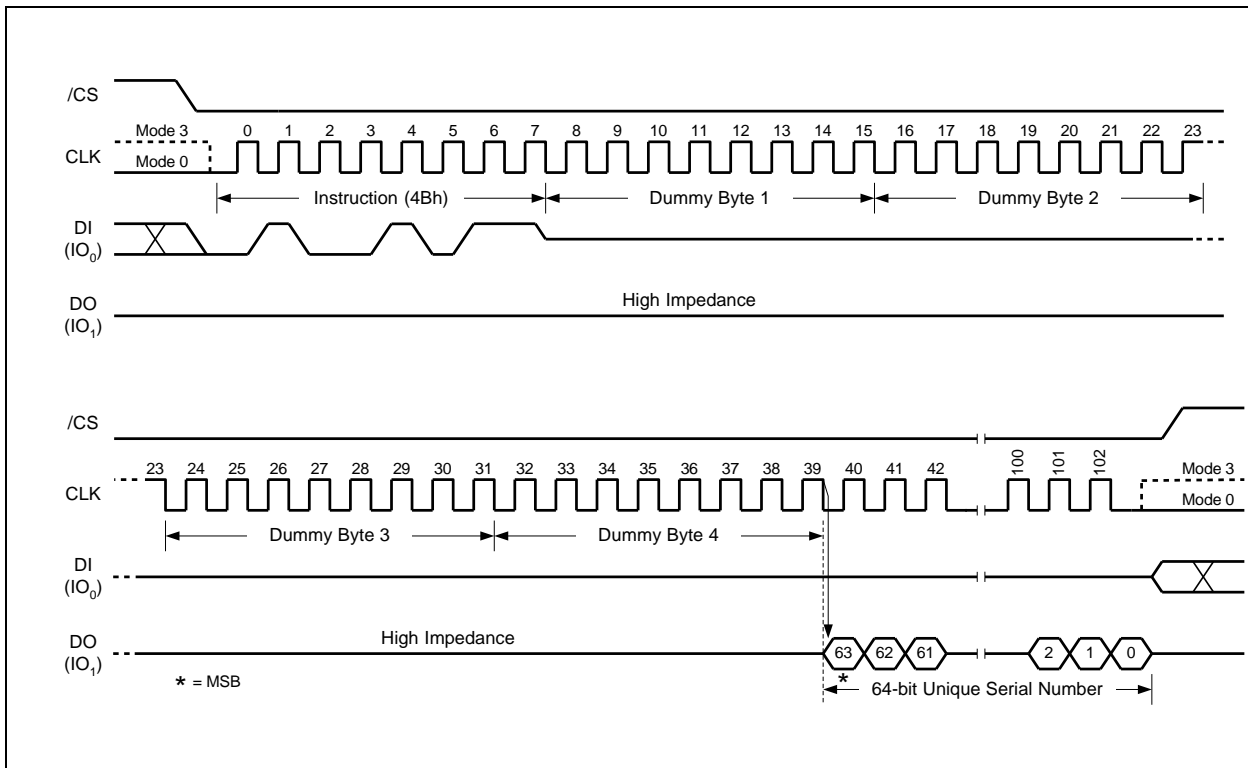 /CS
Mode 3
0 1 2 3 4 5 6 7 8 9 10 11 12 13 14 15 16 17 18 19 20 21 22 23
CLK
Mode 0
Instruction (4Bh)
Dummy Byte 1
Dummy Byte 2
DI
(IO0)
High Impedance
DO
(IO1)
/CS
23 24 25 26 27 28 29 30 31 32 33 34 35 36 37 38 39 40 41 42 100 101 102
Mode 3
CLK
Mode 0
Dummy Byte 3
Dummy Byte 4
DI
(IO0)
High Impedance
DO
(IO1)
63 62 61 2 1 0
* = MSB
*
64-bit Unique Serial Number